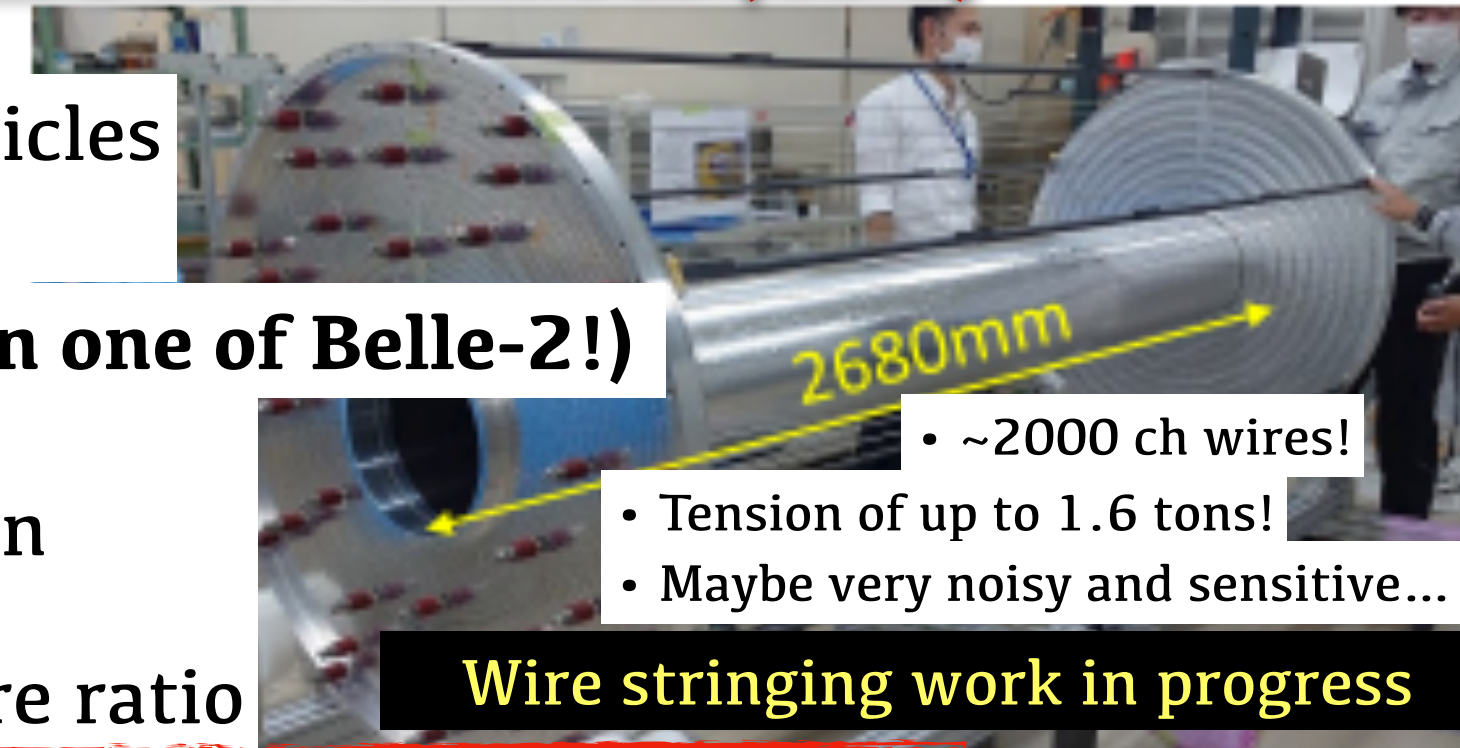 icles
n one of Belle-2!)
2680mm
• ~2000 ch wires!
• Tension of up to 1.6 tons!
n
• Maybe very noisy and sensitive...
re ratio
Wire stringing work in progress